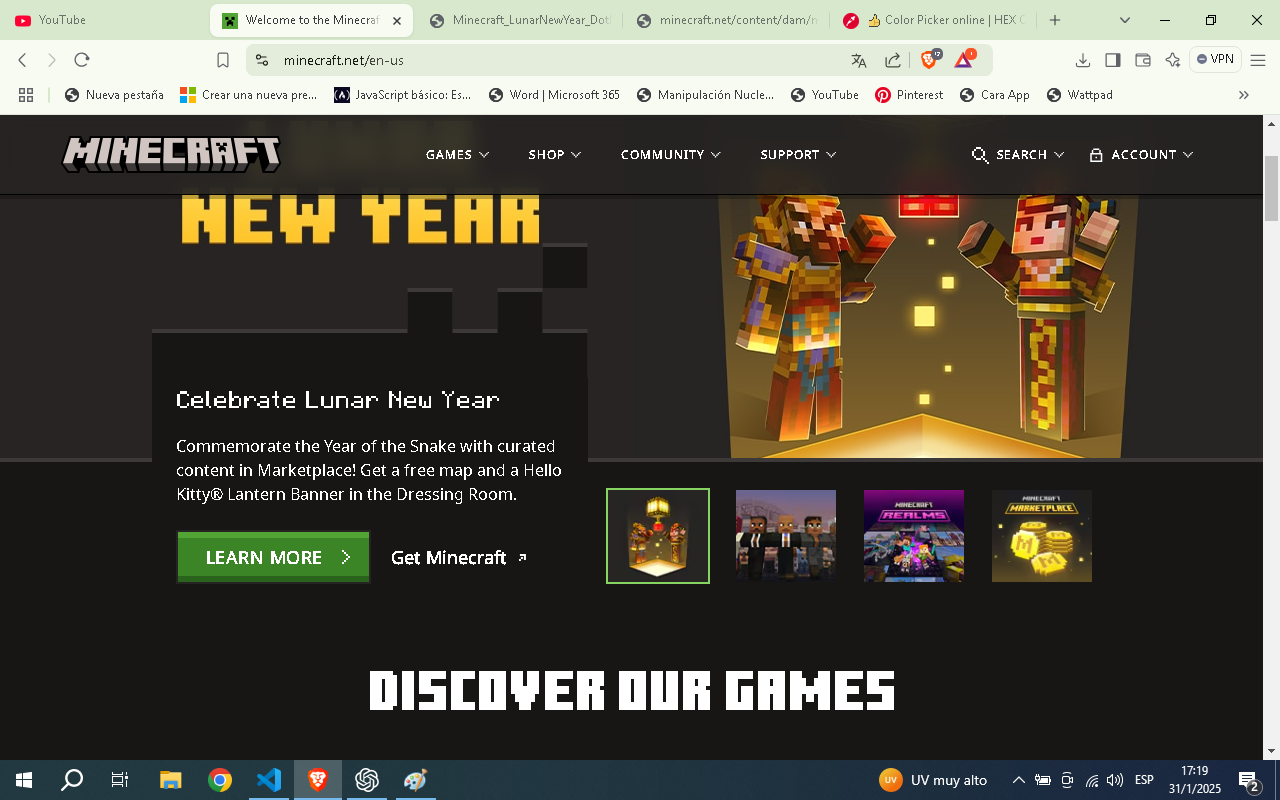 YouTube
Welcome to the Minecraf
Minecraft_LunarNewYear_Dot
minecraft.net/content/dam/n
Color Picker online | HEX C
minecraft.net/en-us
VPN
Nueva pestaña
Crear una nueva pre...
JavaScript básico: Es...
Word | Microsoft 365
Manipulación Nucle...
YouTube
Pinterest
Cara App
Wattpad
MINECRAFT
GAMES
SHOP
COMMUNITY
SUPPORT
SEARCH
ACCOUNT
NEW YEAR
Celebrate Lunar New Year
Commemorate the Year of the Snake with curated
content in Marketplace! Get a free map and a Hello
Kitty® Lantern Banner in the Dressing Room.
LEARN MORE
Get Minecraft
MINECRAFT
REALMS
MINECRAFT
MARKETPLACE
DISCOVER OUR GAMES
UV
UV muy alto
ESP
17:19
31/1/2025
2